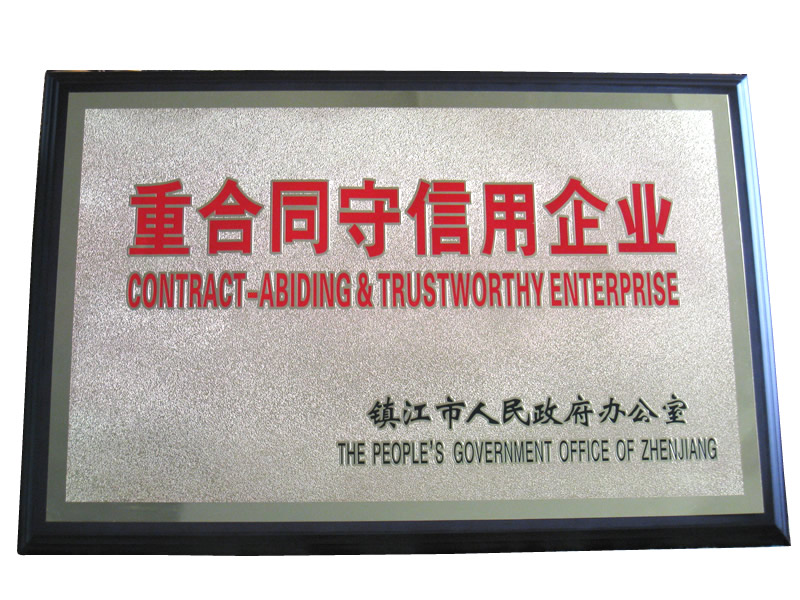 重合同守信用企业
CONTRACT-ABIDING & TRUSTWORTHY ENTERPRISE
镇江市人民政府办公室
THE PEOPLE'S GOVERNMENT OFFICE OF ZHENJIANG